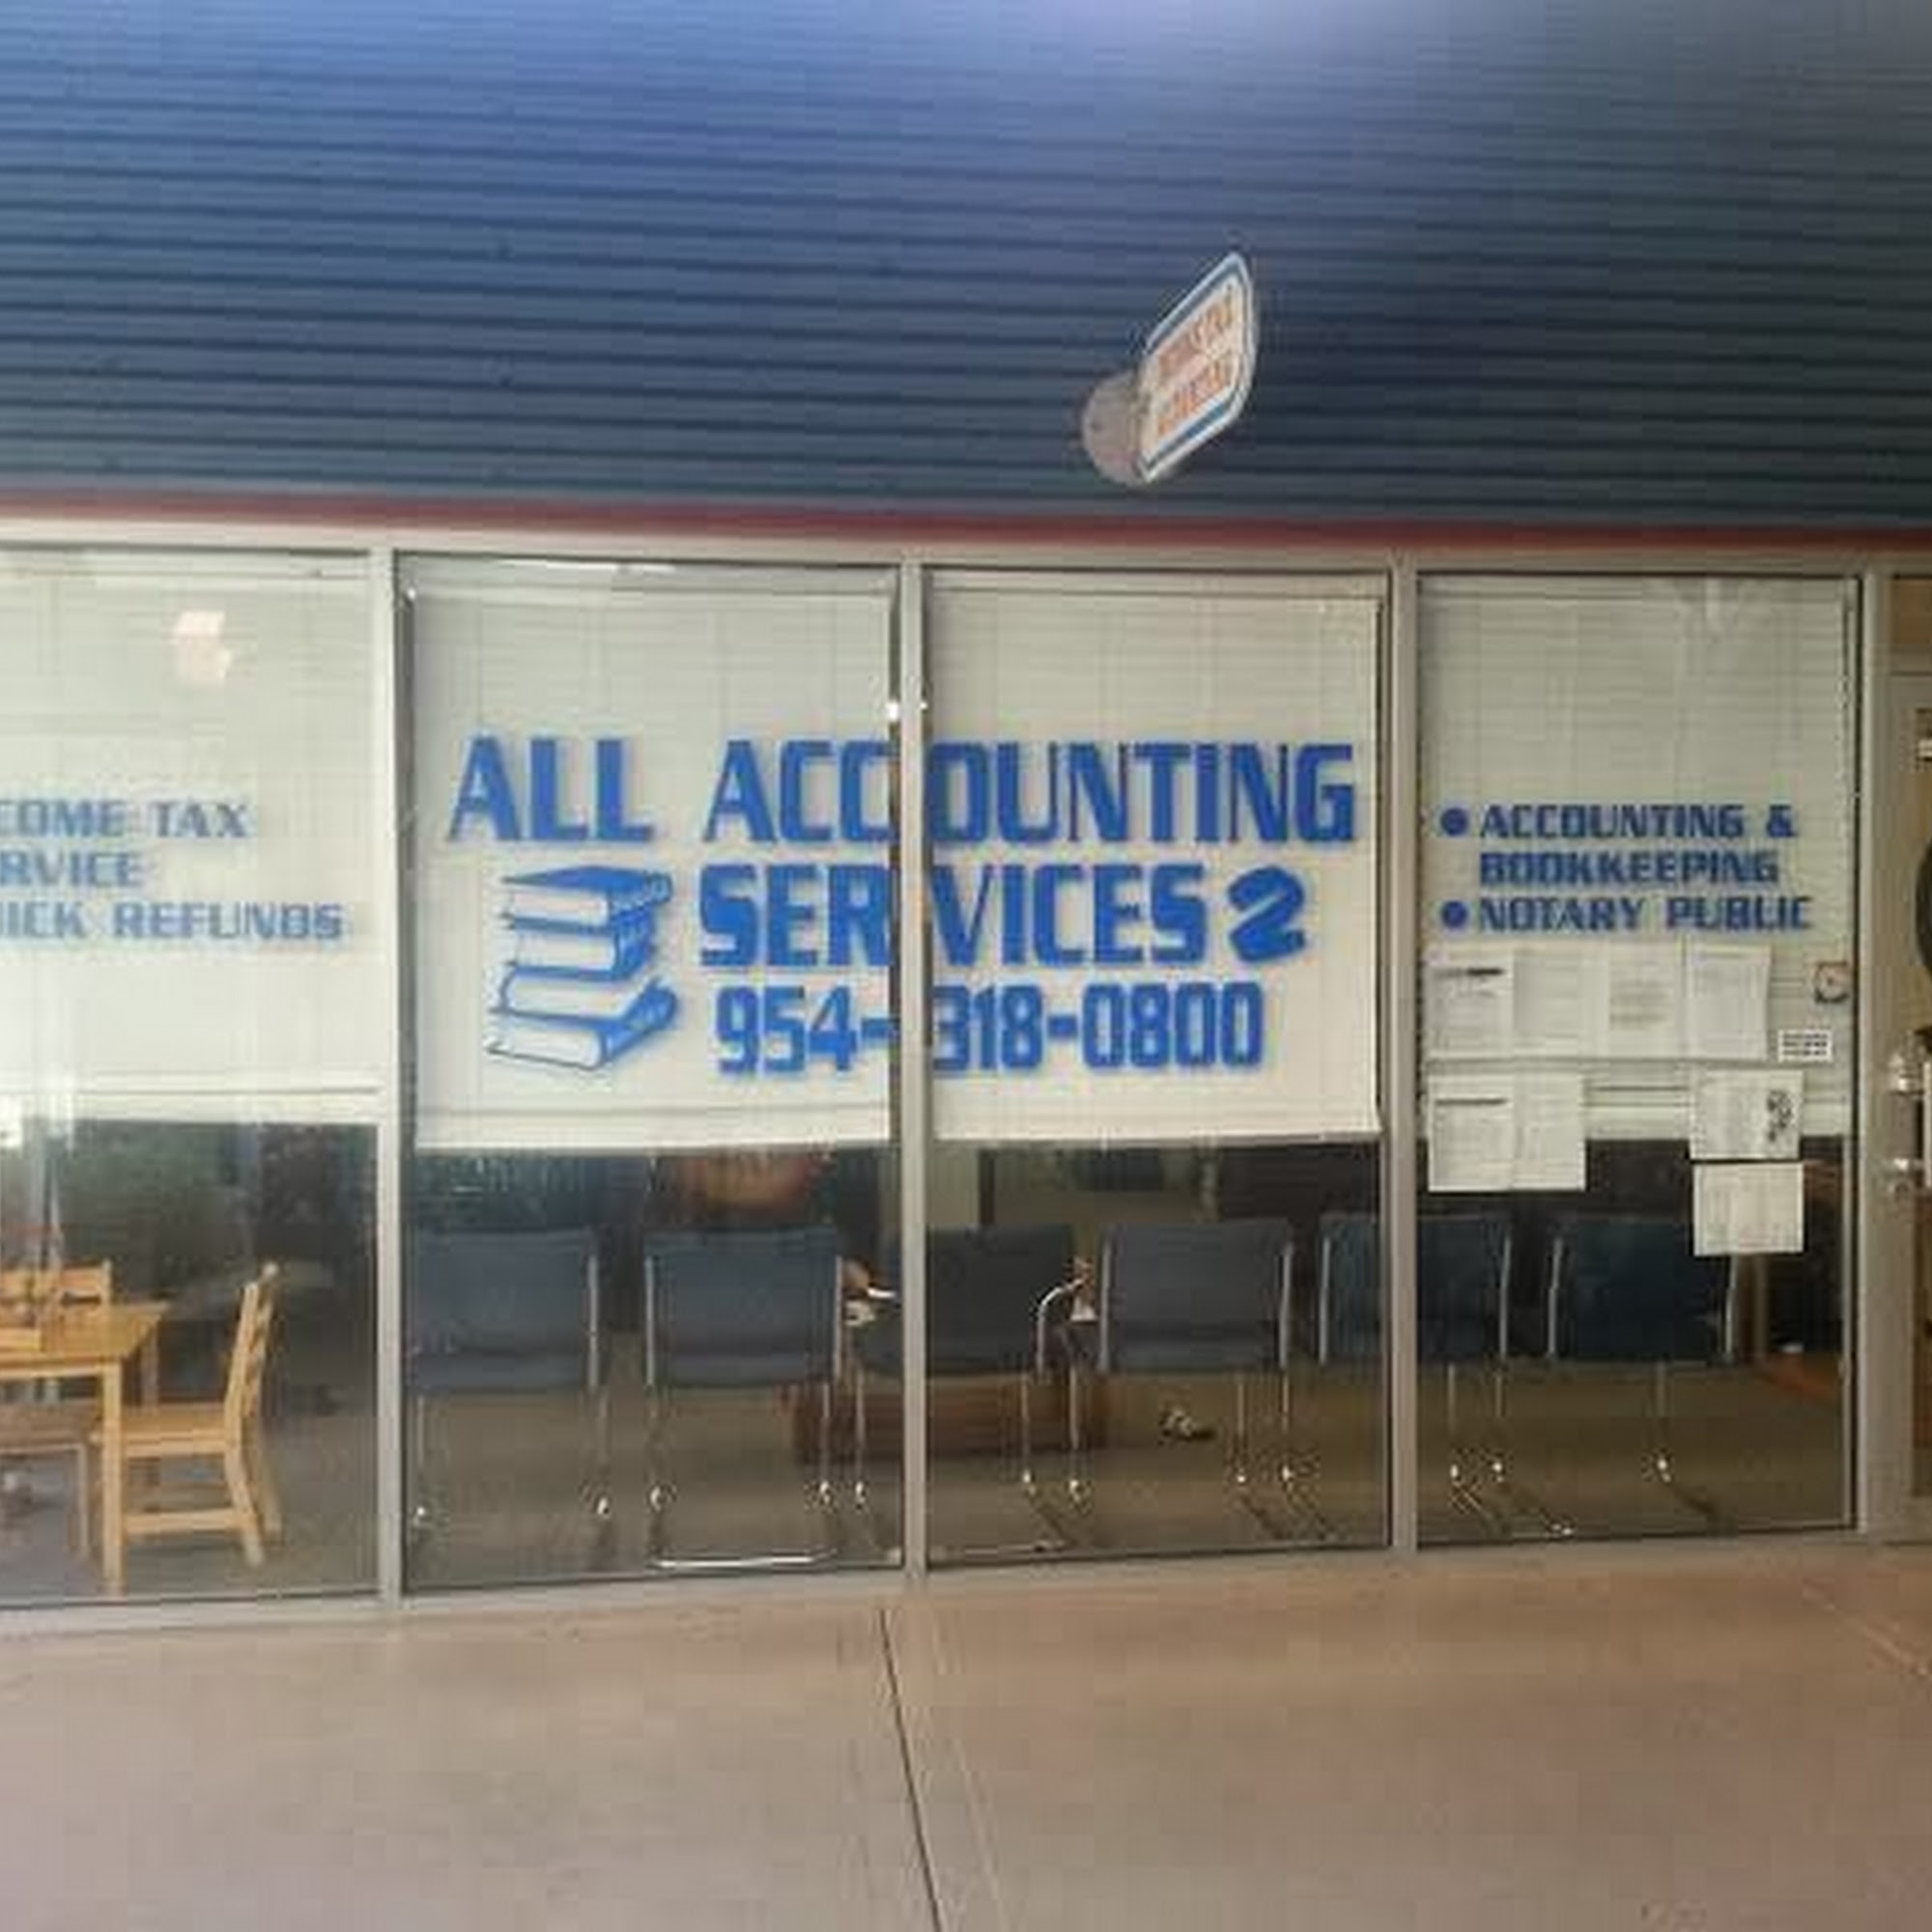 COME TAX
RVICE
ICK REFUNDS
ALL ACCOUNTING
SERVICES 2
954-318-0800
• ACCOUNTING &
BOOKKEEPING
• NOTARY PUBLIC